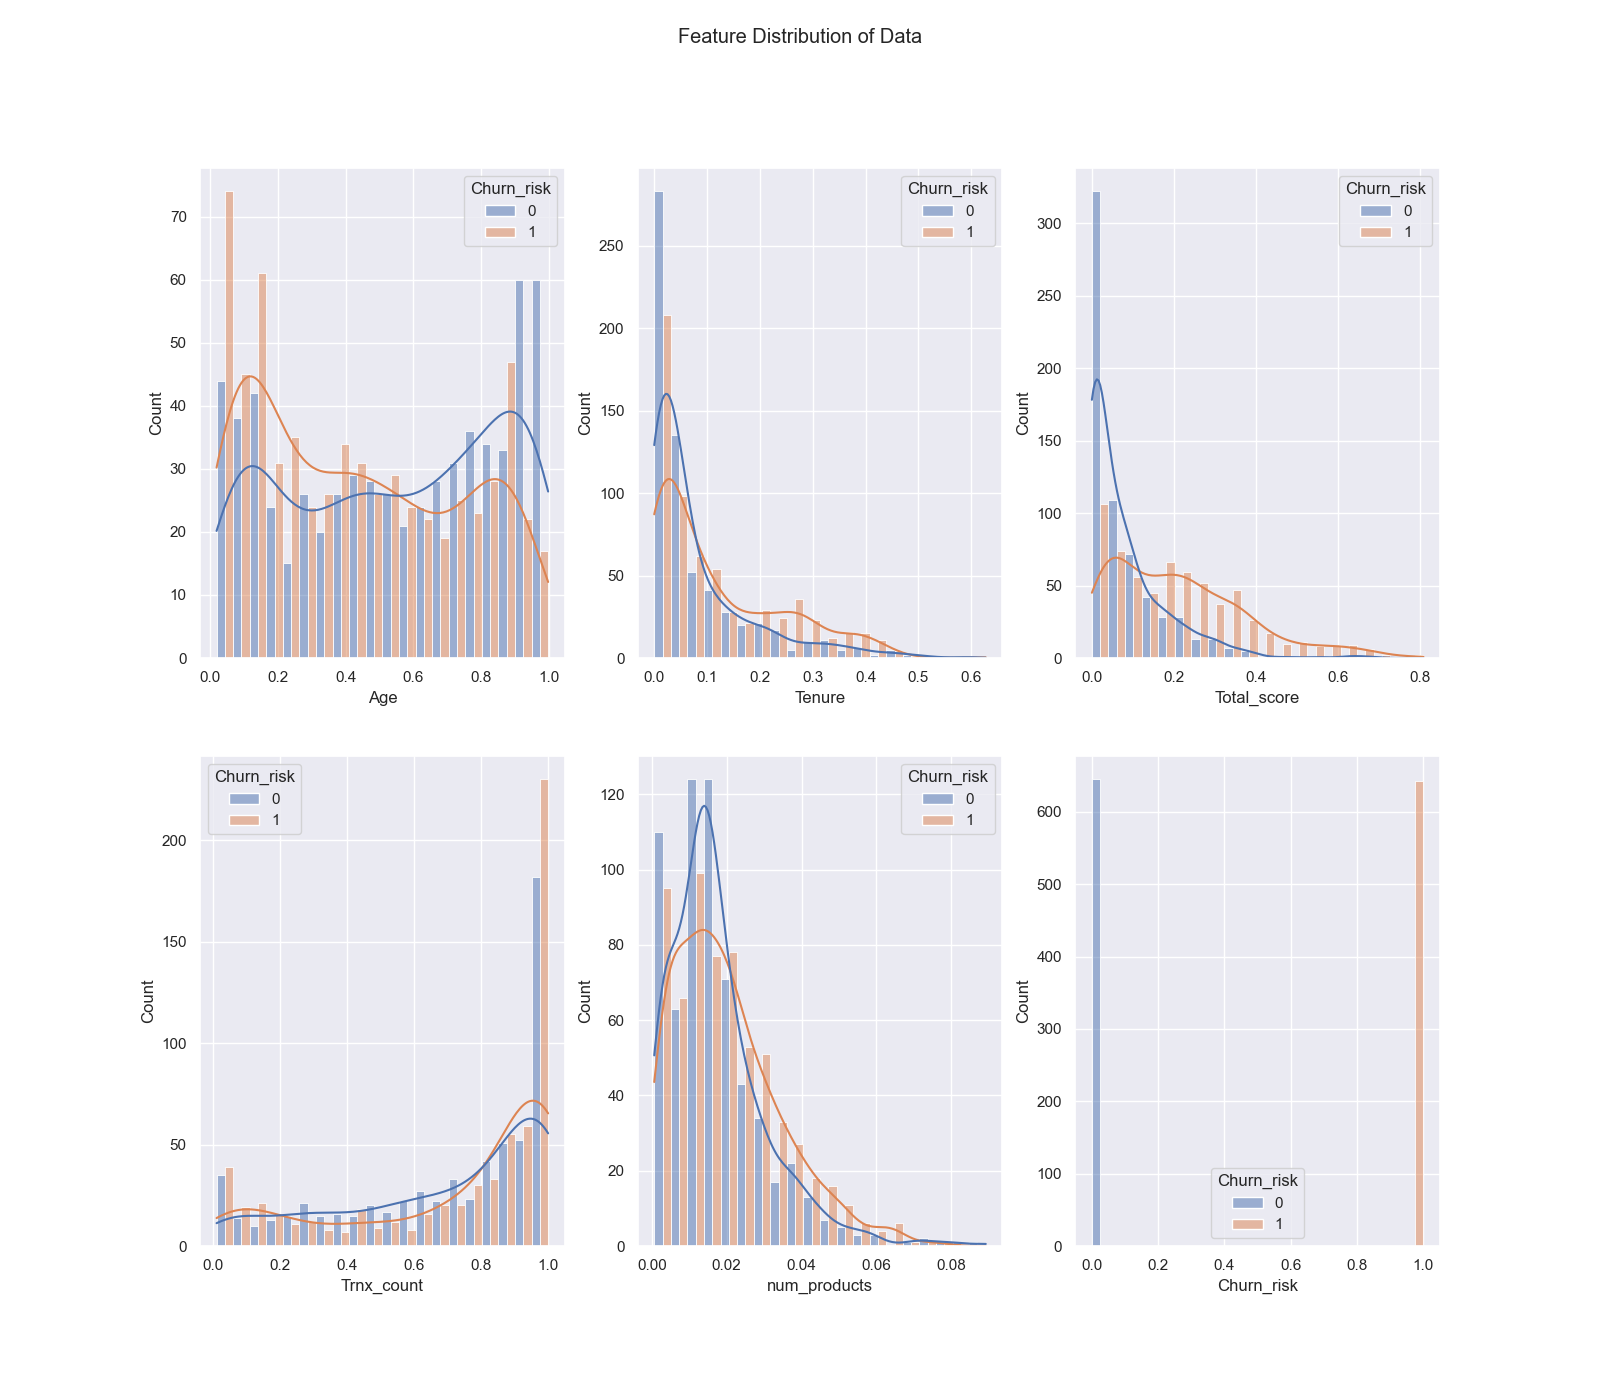 Feature Distribution of Data
Churn_risk
0
1
70
60
50
40
30
20
10
0
Count
0.0 0.2 0.4 0.6 0.8 1.0
Age
Churn_risk
0
1
250
200
150
100
50
0
Count
0.0 0.1 0.2 0.3 0.4 0.5 0.6
Tenure
Churn_risk
0
1
300
250
200
150
100
50
0
Count
0.0 0.2 0.4 0.6 0.8
Total_score
Churn_risk
0
1
200
150
100
50
0
Count
0.0 0.2 0.4 0.6 0.8 1.0
Trnx_count
Churn_risk
0
1
120
100
80
60
40
20
0
Count
0.00 0.02 0.04 0.06 0.08
num_products
600
500
400
300
200
100
0
Count
Churn_risk
0
1
0.0 0.2 0.4 0.6 0.8 1.0
Churn_risk